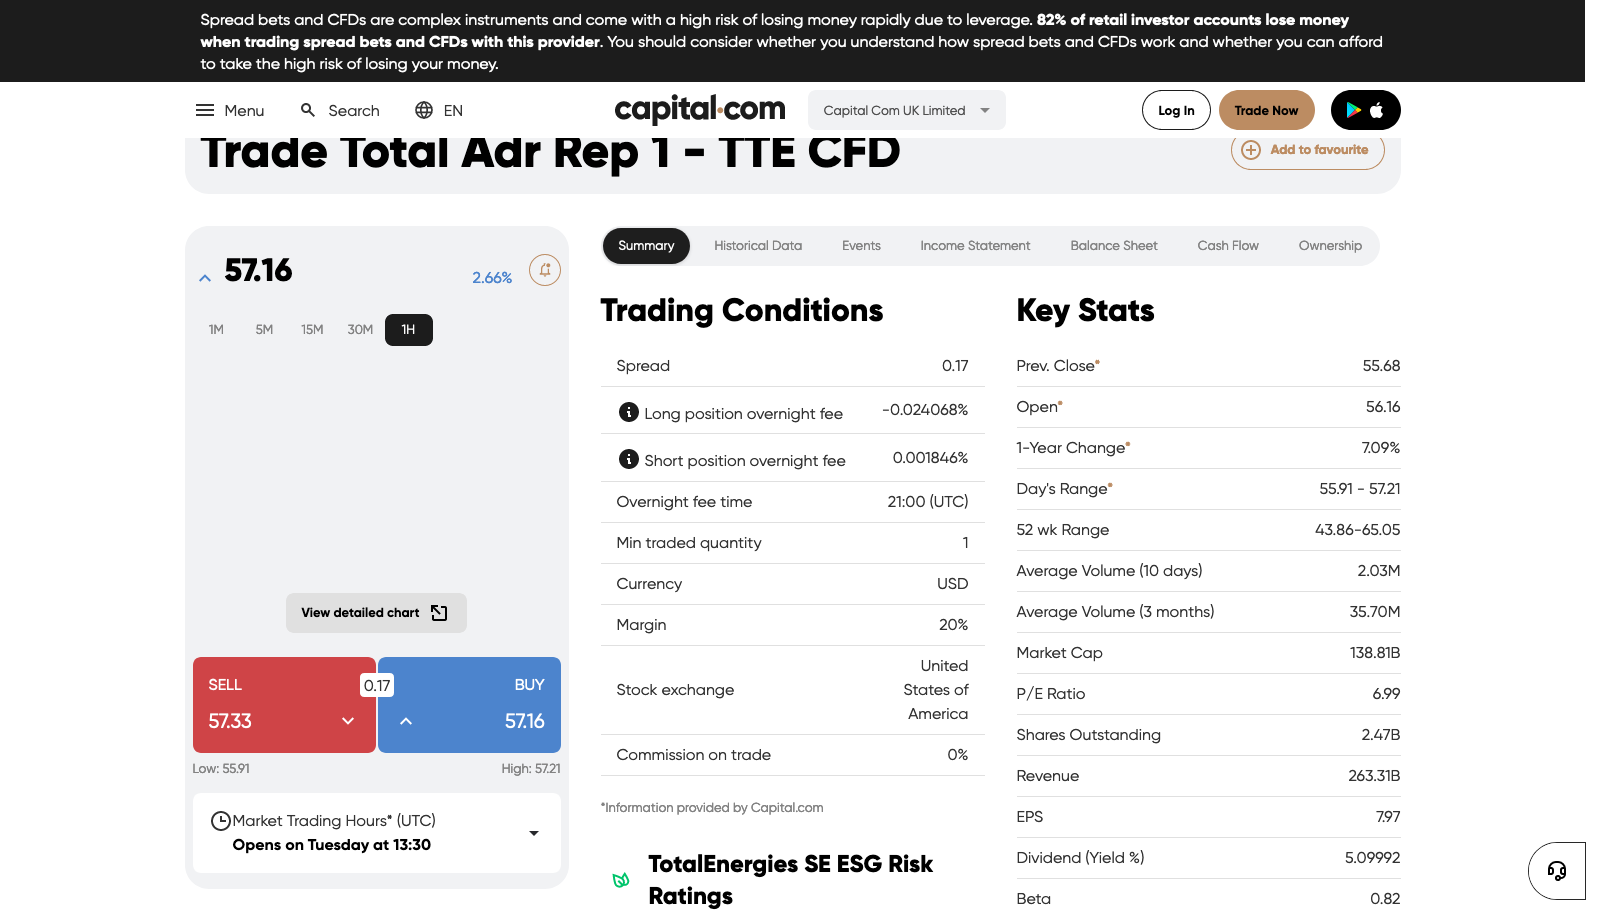 Spread bets and CFDs are complex instruments and come with a high risk of losing money rapidly due to leverage. 82% of retail investor accounts lose money
when trading spread bets and CFDs with this provider. You should consider whether you understand how spread bets and CFDs work and whether you can afford
to take the high risk of losing your money.
Menu
Search
EN
capital.com
Capital Com UK Limited
Log In
Trade Now
Trade Total Adr Rep 1 - TTE CFD
Add to favourite
57.16
2.66%
1M
5M
15M
30M
1H
View detailed chart
SELL
0.17
BUY
57.33
57.16
Low: 55.91
High: 57.21
Market Trading Hours* (UTC)
Opens on Tuesday at 13:30
Summary
Historical Data
Events
Income Statement
Balance Sheet
Cash Flow
Ownership
Trading Conditions
Spread 0.17
Long position overnight fee -0.024068%
Short position overnight fee 0.001846%
Overnight fee time 21:00 (UTC)
Min traded quantity 1
Currency USD
Margin 20%
Stock exchange United
States of
America
Commission on trade 0%
*Information provided by Capital.com
TotalEnergies SE ESG Risk
Ratings
Key Stats
Prev. Close* 55.68
Open* 56.16
1-Year Change* 7.09%
Day's Range* 55.91 - 57.21
52 wk Range 43.86-65.05
Average Volume (10 days) 2.03M
Average Volume (3 months) 35.70M
Market Cap 138.81B
P/E Ratio 6.99
Shares Outstanding 2.47B
Revenue 263.31B
EPS 7.97
Dividend (Yield %) 5.09992
Beta 0.82